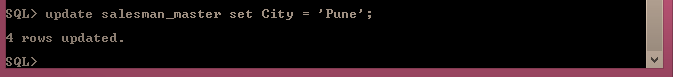 SQL> update salesman_master set City = 'Pune';
4 rows updated.
SQL>